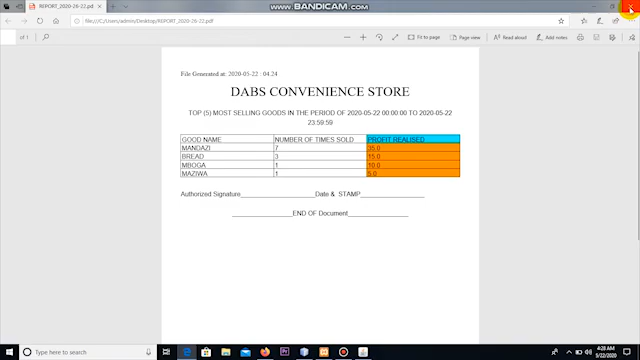 www.BANDICAM.com
REPORT_2020-26-22.pd
file:///C:/Users/admin/Desktop/REPORT_2020-26-22.pdf
of 1
Fit to page
Page view
Read aloud
Add notes
File Generated at: 2020-05-22 : 04.24
DABS CONVENIENCE STORE
TOP (5) MOST SELLING GOODS IN THE PERIOD OF 2020-05-22 00:00:00 TO 2020-05-22
23:59:59
GOOD NAME NUMBER OF TIMES SOLD PROFIT REALISED
MANDAZI 7 35.0
BREAD 3 15.0
MBOGA 1 10.0
MAZIWA 1 5.0
Authorized Signature____________________Date & STAMP__________________
_________________END OF Document_________________
Type here to search
4:28 AM
5/22/2020